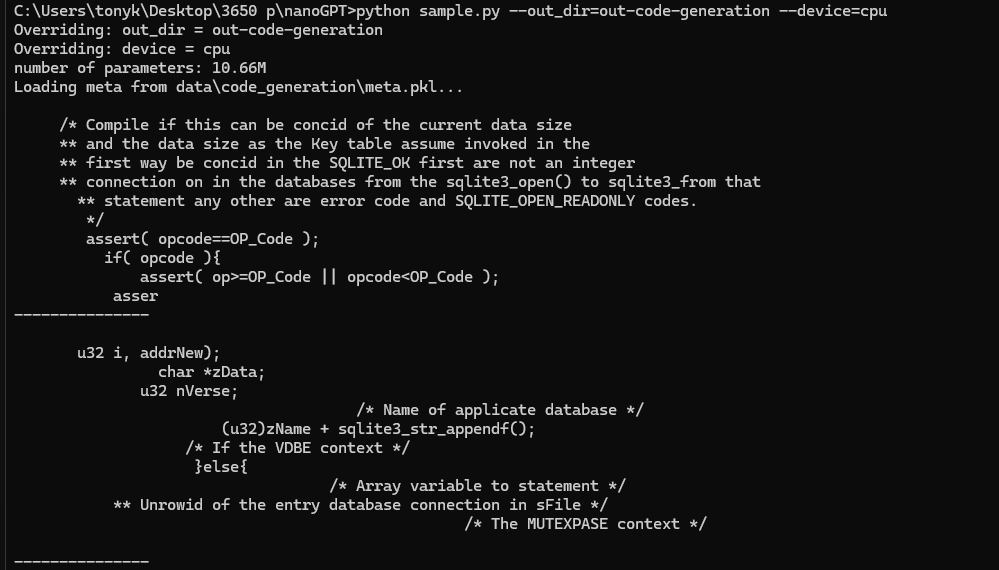 C:\Users\tonyk\Desktop\3650 p\nanoGPT>python sample.py --out_dir=out-code-generation --device=cpu
Overriding: out_dir = out-code-generation
Overriding: device = cpu
number of parameters: 10.66M
Loading meta from data\code_generation\meta.pkl...

     /* Compile if this can be concid of the current data size
     ** and the data size as the Key table assume invoked in the
     ** first way be concid in the SQLITE_OK first are not an integer
     ** connection on in the databases from the sqlite3_open() to sqlite3_from that
       ** statement any other are error code and SQLITE_OPEN_READONLY codes.
        */
        assert( opcode==OP_Code );
          if( opcode ){
              assert( op>=OP_Code || opcode<OP_Code );
           asser
---------------

       u32 i, addrNew);
                char *zData;
              u32 nVerse;
                                      /* Name of applicate database */
                       (u32)zName + sqlite3_str_appendf();
                   /* If the VDBE context */
                    }else{
                                   /* Array variable to statement */
           ** Unrowid of the entry database connection in sFile */
                                                  /* The MUTEXPASE context */

---------------